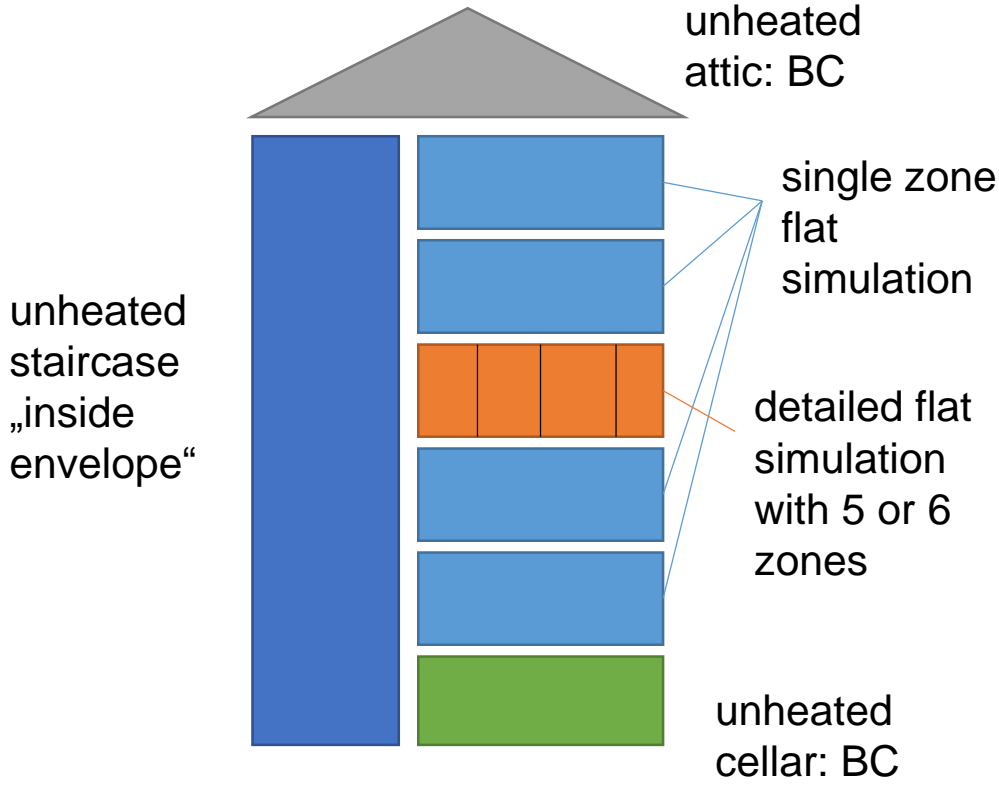 unheated
attic: BC
single zone
flat
simulation
unheated
staircase
„inside
envelope“
detailed flat
simulation
with 5 or 6
zones
unheated
cellar: BC